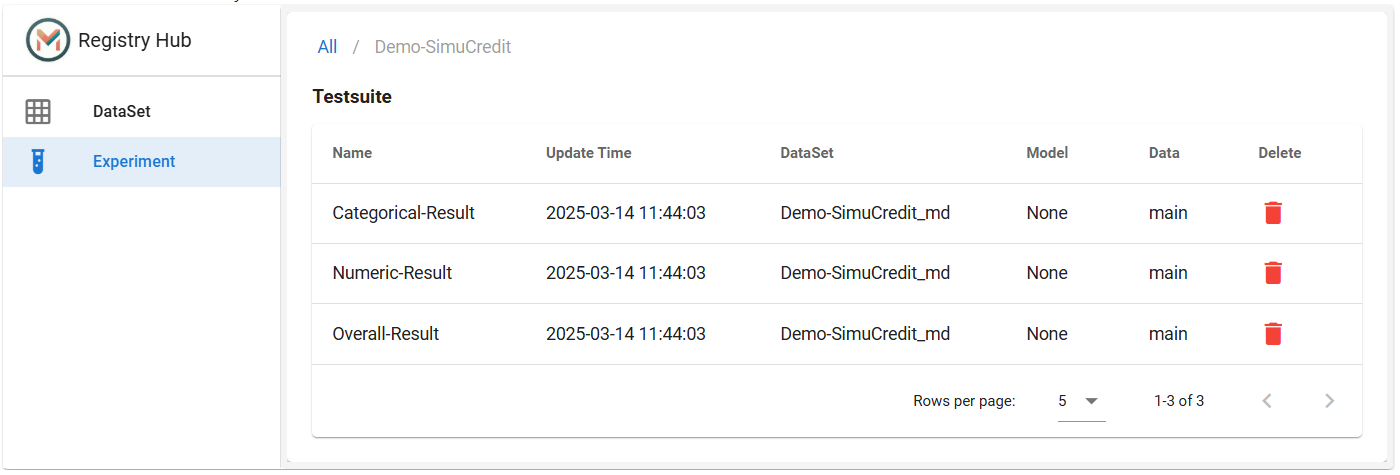 Registry Hub
DataSet
Experiment
All / Demo-SimuCredit
Testsuite
Name Update Time DataSet Model Data Delete
Categorical-Result 2025-03-14 11:44:03 Demo-SimuCredit_md None main
Numeric-Result 2025-03-14 11:44:03 Demo-SimuCredit_md None main
Overall-Result 2025-03-14 11:44:03 Demo-SimuCredit_md None main
Rows per page: 5 1-3 of 3